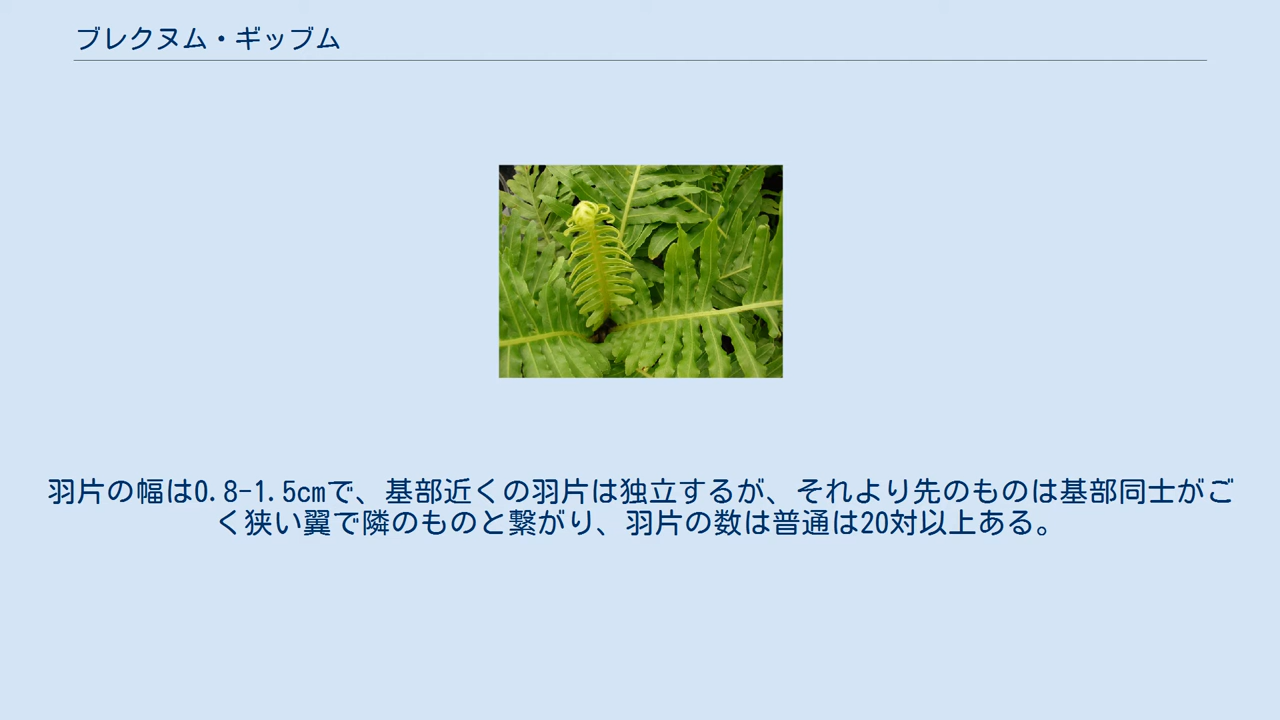 ブレクヌム・ギッブム
羽片の幅は0.8-1.5cmで、基部近くの羽片は独立するが、それより先のものは基部同士がご
く狭い翼で隣のものと繋がり、羽片の数は普通は20対以上ある。